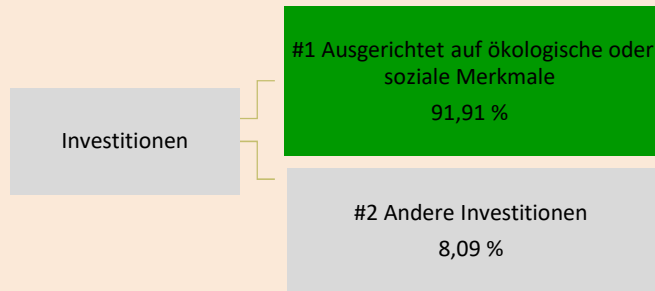 #1 Ausgerichtet auf ökologische oder
soziale Merkmale
91,91 %
Investitionen
#2 Andere Investitionen
8,09 %